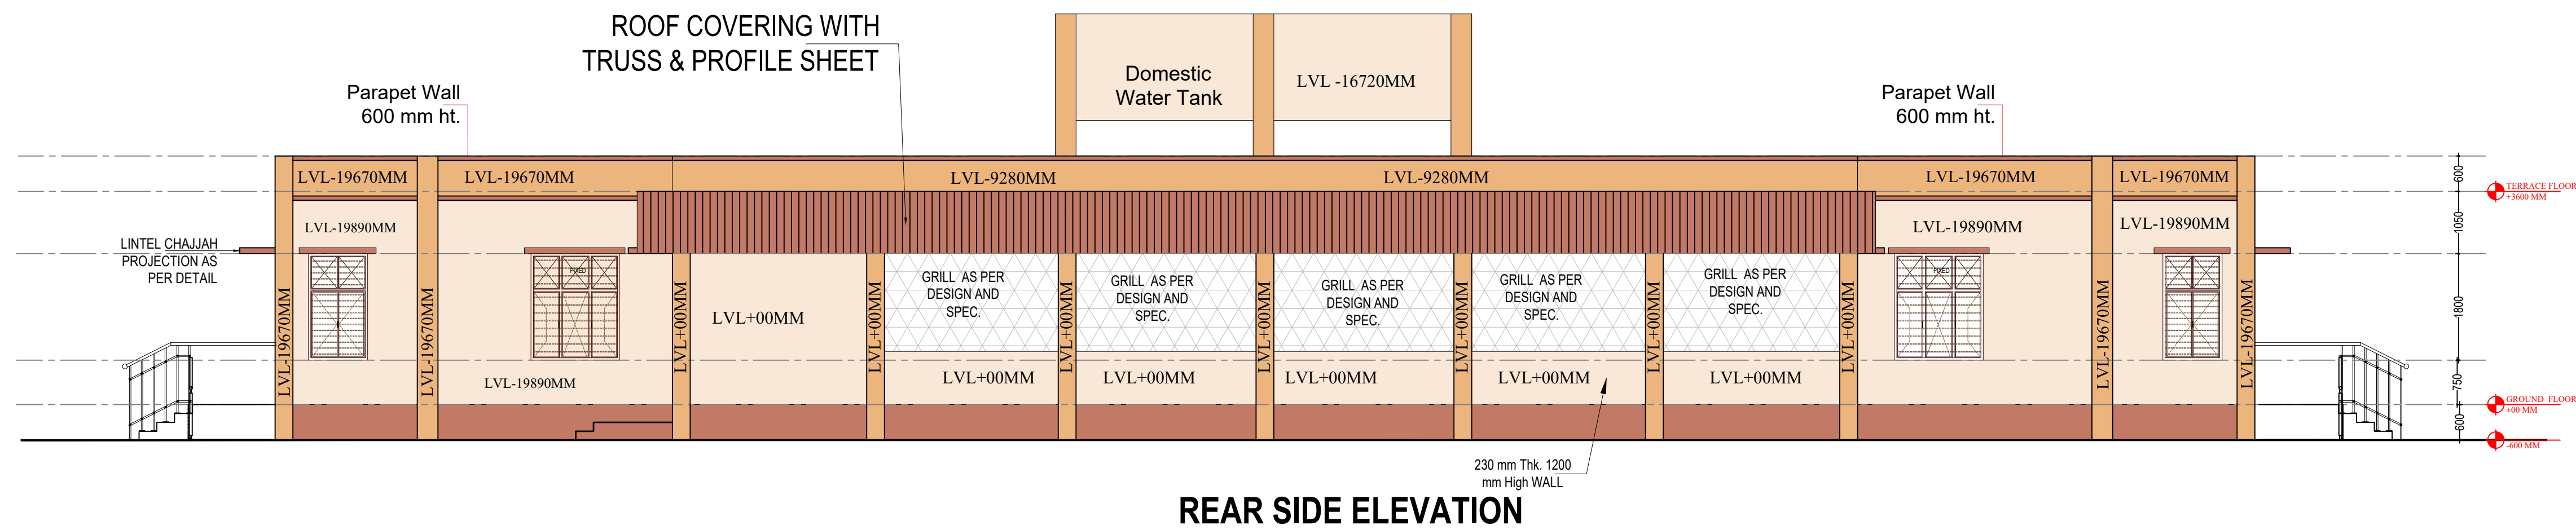 ROOF COVERING WITH
TRUSS & PROFILE SHEET
Parapet Wall
600 mm ht.
Domestic
Water Tank
LVL -16720MM
Parapet Wall
600 mm ht.
LVL-19670MM
LVL-19670MM
LVL-9280MM
LVL-9280MM
LVL-19670MM
LVL-19670MM
600
TERRACE FLOOR
+3600 MM
LVL-19890MM
LVL-19890MM
LVL-19890MM
1050
LINTEL CHAJJAH
PROJECTION AS
PER DETAIL
FIXED
FIXED
GRILL AS PER
DESIGN AND
SPEC.
GRILL AS PER
DESIGN AND
SPEC.
GRILL AS PER
DESIGN AND
SPEC.
GRILL AS PER
DESIGN AND
SPEC.
GRILL AS PER
DESIGN AND
SPEC.
1800
LVL-19670MM
LVL-19670MM
LVL+00MM
LVL+00MM
LVL+00MM
LVL+00MM
LVL+00MM
LVL+00MM
LVL+00MM
LVL+00MM
LVL-19670MM
LVL-19670MM
LVL-19890MM
LVL+00MM
LVL+00MM
LVL+00MM
LVL+00MM
LVL+00MM
750
GROUND FLOOR
±00 MM
600
-600 MM
230 mm Thk. 1200
mm High WALL
REAR SIDE ELEVATION